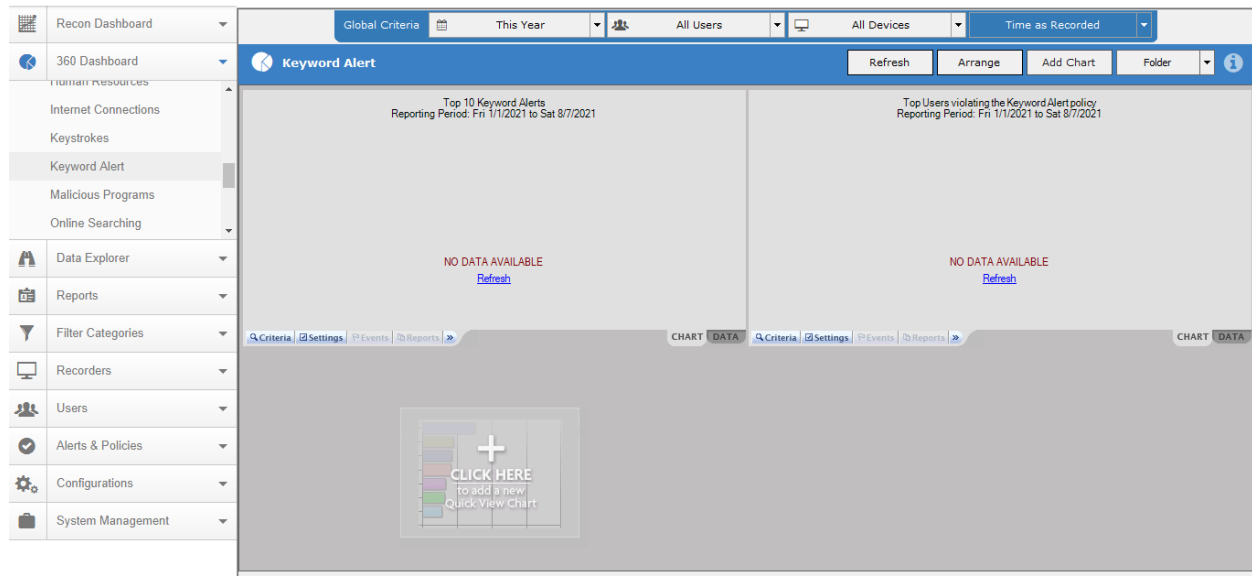 Recon Dashboard
360 Dashboard
Human Resources
Internet Connections
Keystrokes
Keyword Alert
Malicious Programs
Online Searching
Data Explorer
Reports
Filter Categories
Recorders
Users
Alerts & Policies
Configurations
System Management
Global Criteria This Year All Users All Devices Time as Recorded
Keyword Alert Refresh Arrange Add Chart Folder
Top 10 Keyword Alerts
Reporting Period: Fri 1/1/2021 to Sat 8/7/2021
NO DATA AVAILABLE
Refresh
Criteria Settings Events Reports » CHART DATA
Top Users violating the Keyword Alert policy
Reporting Period: Fri 1/1/2021 to Sat 8/7/2021
NO DATA AVAILABLE
Refresh
Criteria Settings Events Reports » CHART DATA
CLICK HERE
to add a new
Quick View Chart